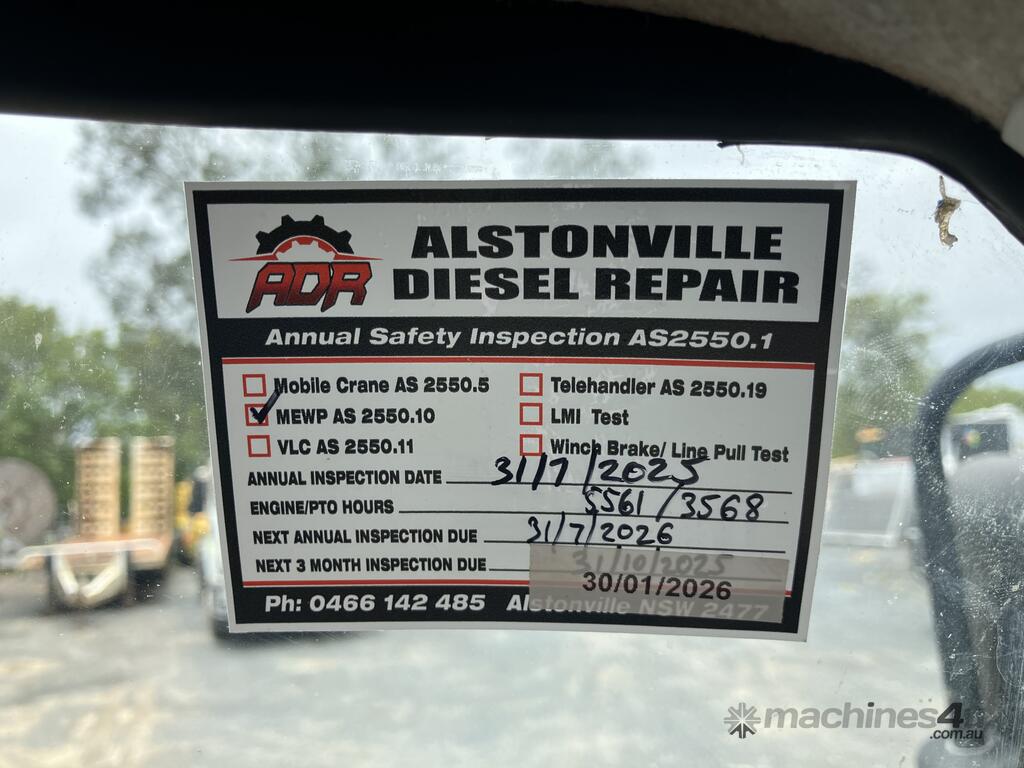 ADR
ALSTONVILLE
DIESEL REPAIR
Annual Safety Inspection AS2550.1
Mobile Crane AS 2550.5
MEWP AS 2550.10
VLC AS 2550.11
Telehandler AS 2550.19
LMI Test
Winch Brake/ Line Pull Test
ANNUAL INSPECTION DATE 31/7/2025
ENGINE/PTO HOURS 5561/3568
NEXT ANNUAL INSPECTION DUE 31/7/2026
NEXT 3 MONTH INSPECTION DUE 31/10/2025
30/01/2026
Ph: 0466 142 485 Alstonville NSW 2477
machines4u
.com.au